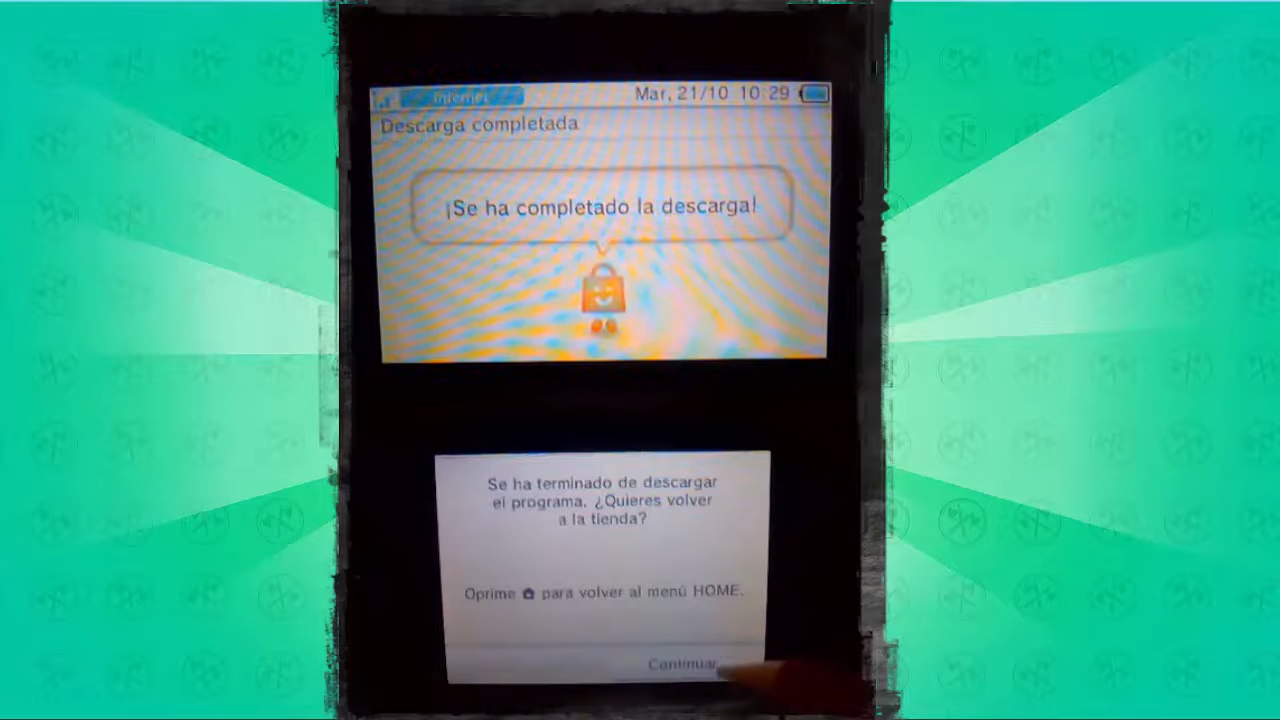 Internet
Mar, 21/10 10:29
Descarga completada
¡Se ha completado la descarga!
Se ha terminado de descargar
el programa. ¿Quieres volver
a la tienda?
Oprime para volver al menú HOME.
Continuar